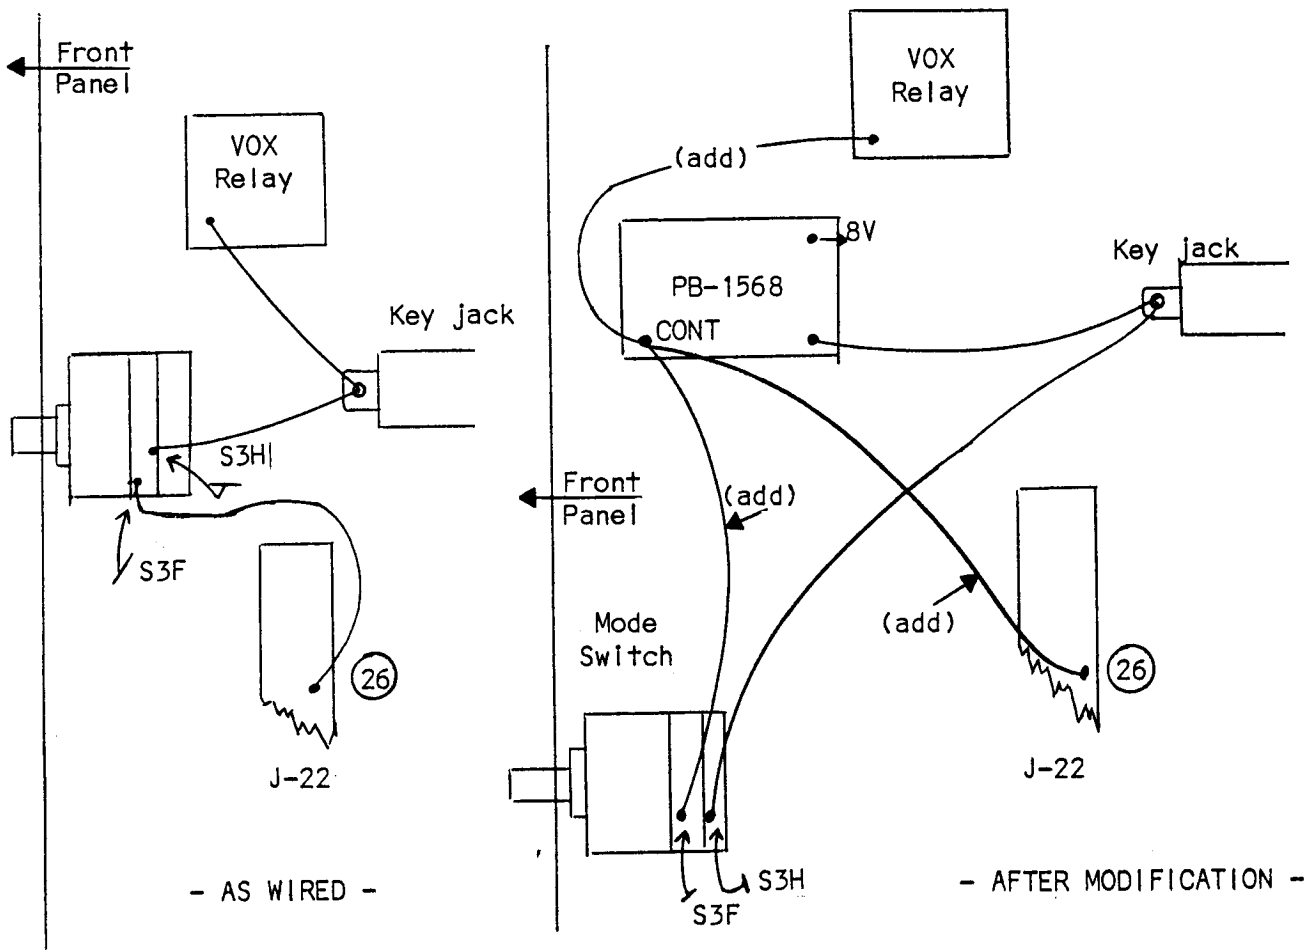 Front
Panel
VOX
Relay
Key jack
S3H
S3F
26
J-22
- AS WIRED -
VOX
Relay
(add)
8V
PB-1568
CONT
Key jack
Front
Panel
(add)
(add)
Mode
Switch
26
J-22
S3H
S3F
- AFTER MODIFICATION -